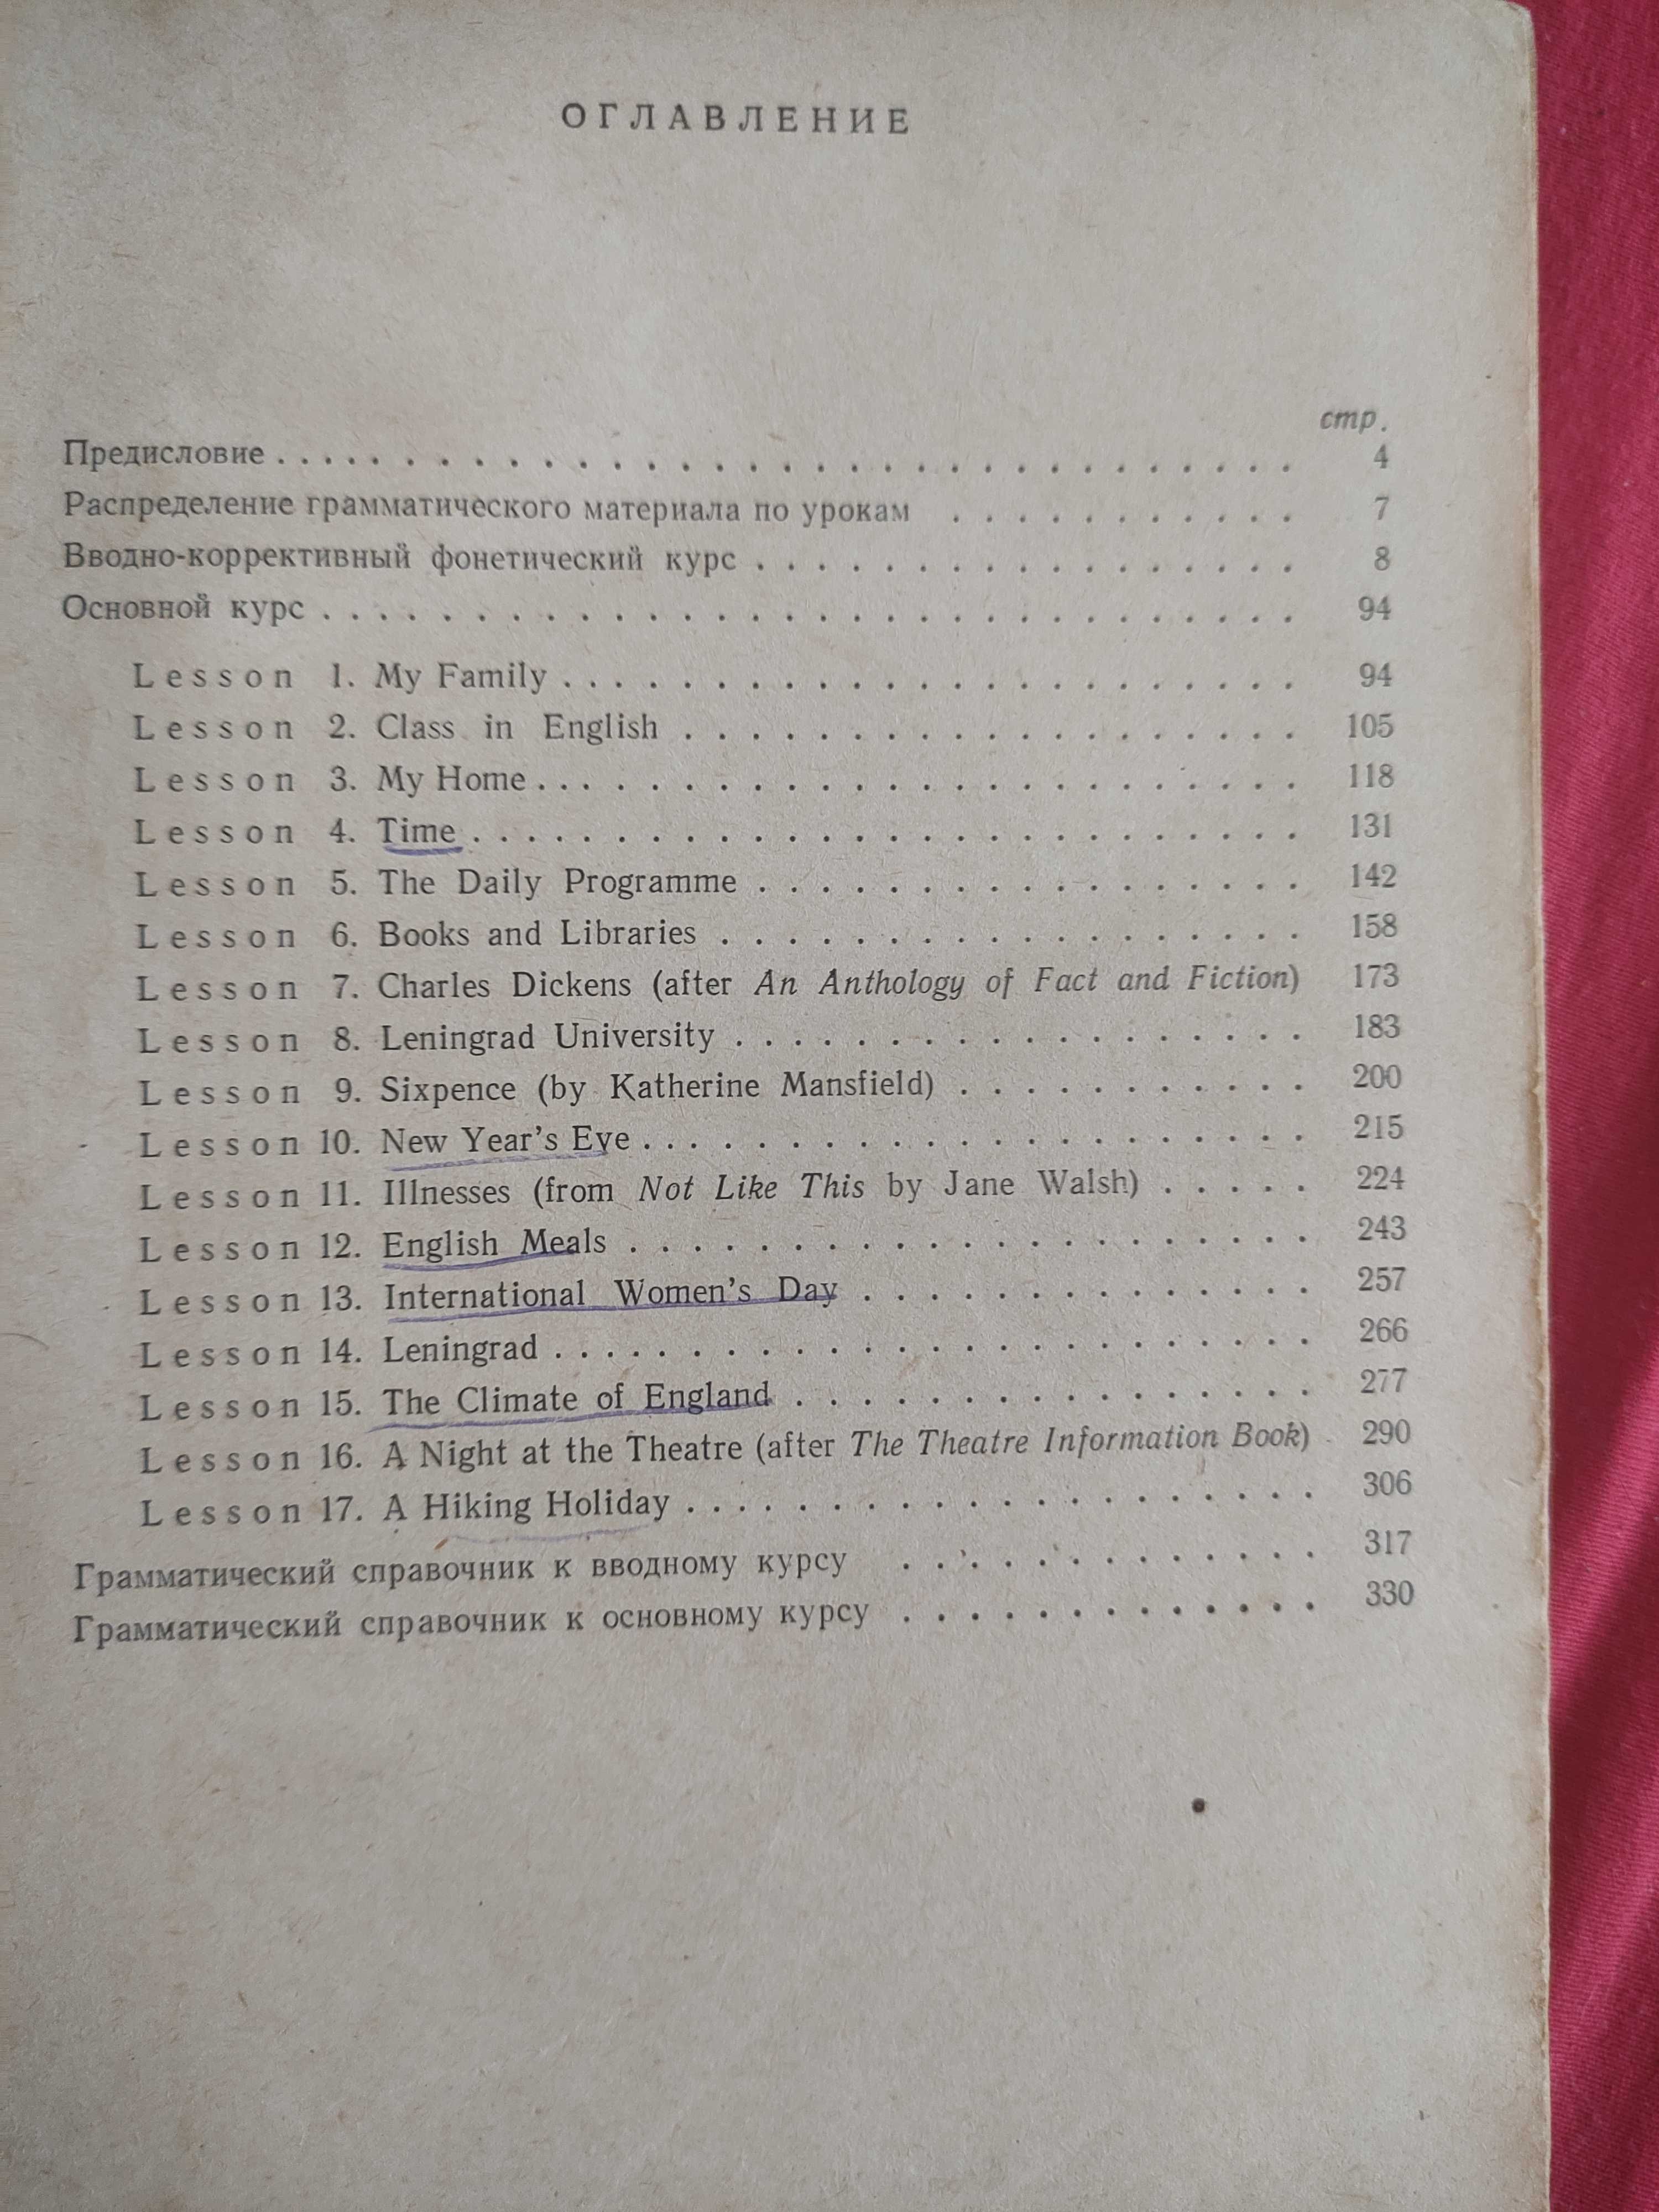 ОГЛАВЛЕНИЕ
стр.
Предисловие . . . . . . . . . . . . . . . . . . . . . . . . . . . . . . 4
Распределение грамматического материала по урокам . . . . . . . . . . . 7
Вводно-коррективный фонетический курс . . . . . . . . . . . . . . . . . 8
Основной курс . . . . . . . . . . . . . . . . . . . . . . . . . . . . . 94
Lesson 1. My Family . . . . . . . . . . . . . . . . . . . . . . . 94
Lesson 2. Class in English . . . . . . . . . . . . . . . . . . . 105
Lesson 3. My Home . . . . . . . . . . . . . . . . . . . . . . . . 118
Lesson 4. Time . . . . . . . . . . . . . . . . . . . . . . . . . . 131
Lesson 5. The Daily Programme . . . . . . . . . . . . . . . . . 142
Lesson 6. Books and Libraries . . . . . . . . . . . . . . . . . . 158
Lesson 7. Charles Dickens (after An Anthology of Fact and Fiction) 173
Lesson 8. Leningrad University . . . . . . . . . . . . . . . . . . 183
Lesson 9. Sixpence (by Katherine Mansfield) . . . . . . . . . . . 200
Lesson 10. New Year's Eve . . . . . . . . . . . . . . . . . . . . . 215
Lesson 11. Illnesses (from Not Like This by Jane Walsh) . . . . . 224
Lesson 12. English Meals . . . . . . . . . . . . . . . . . . . . . 243
Lesson 13. International Women's Day . . . . . . . . . . . . . . 257
Lesson 14. Leningrad . . . . . . . . . . . . . . . . . . . . . . . 266
Lesson 15. The Climate of England . . . . . . . . . . . . . . . . 277
Lesson 16. A Night at the Theatre (after The Theatre Information Book) . 290
Lesson 17. A Hiking Holiday . . . . . . . . . . . . . . . . . . . . 306
Грамматический справочник к вводному курсу . . . . . . . . . . . . . 317
Грамматический справочник к основному курсу . . . . . . . . . . . . . 330